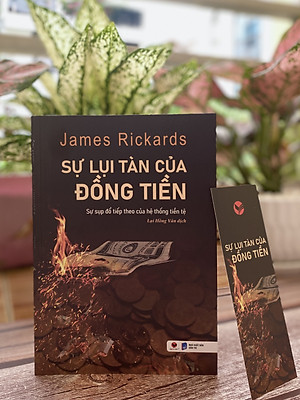 James Rickards
SỰ LỤI TÀN CỦA
ĐỒNG TIỀN
Sự sụp đổ tiếp theo của hệ thống tiền tệ
Lại Hồng Vân dịch
SỰ LỤI TÀN CỦA
ĐỒNG TIỀN